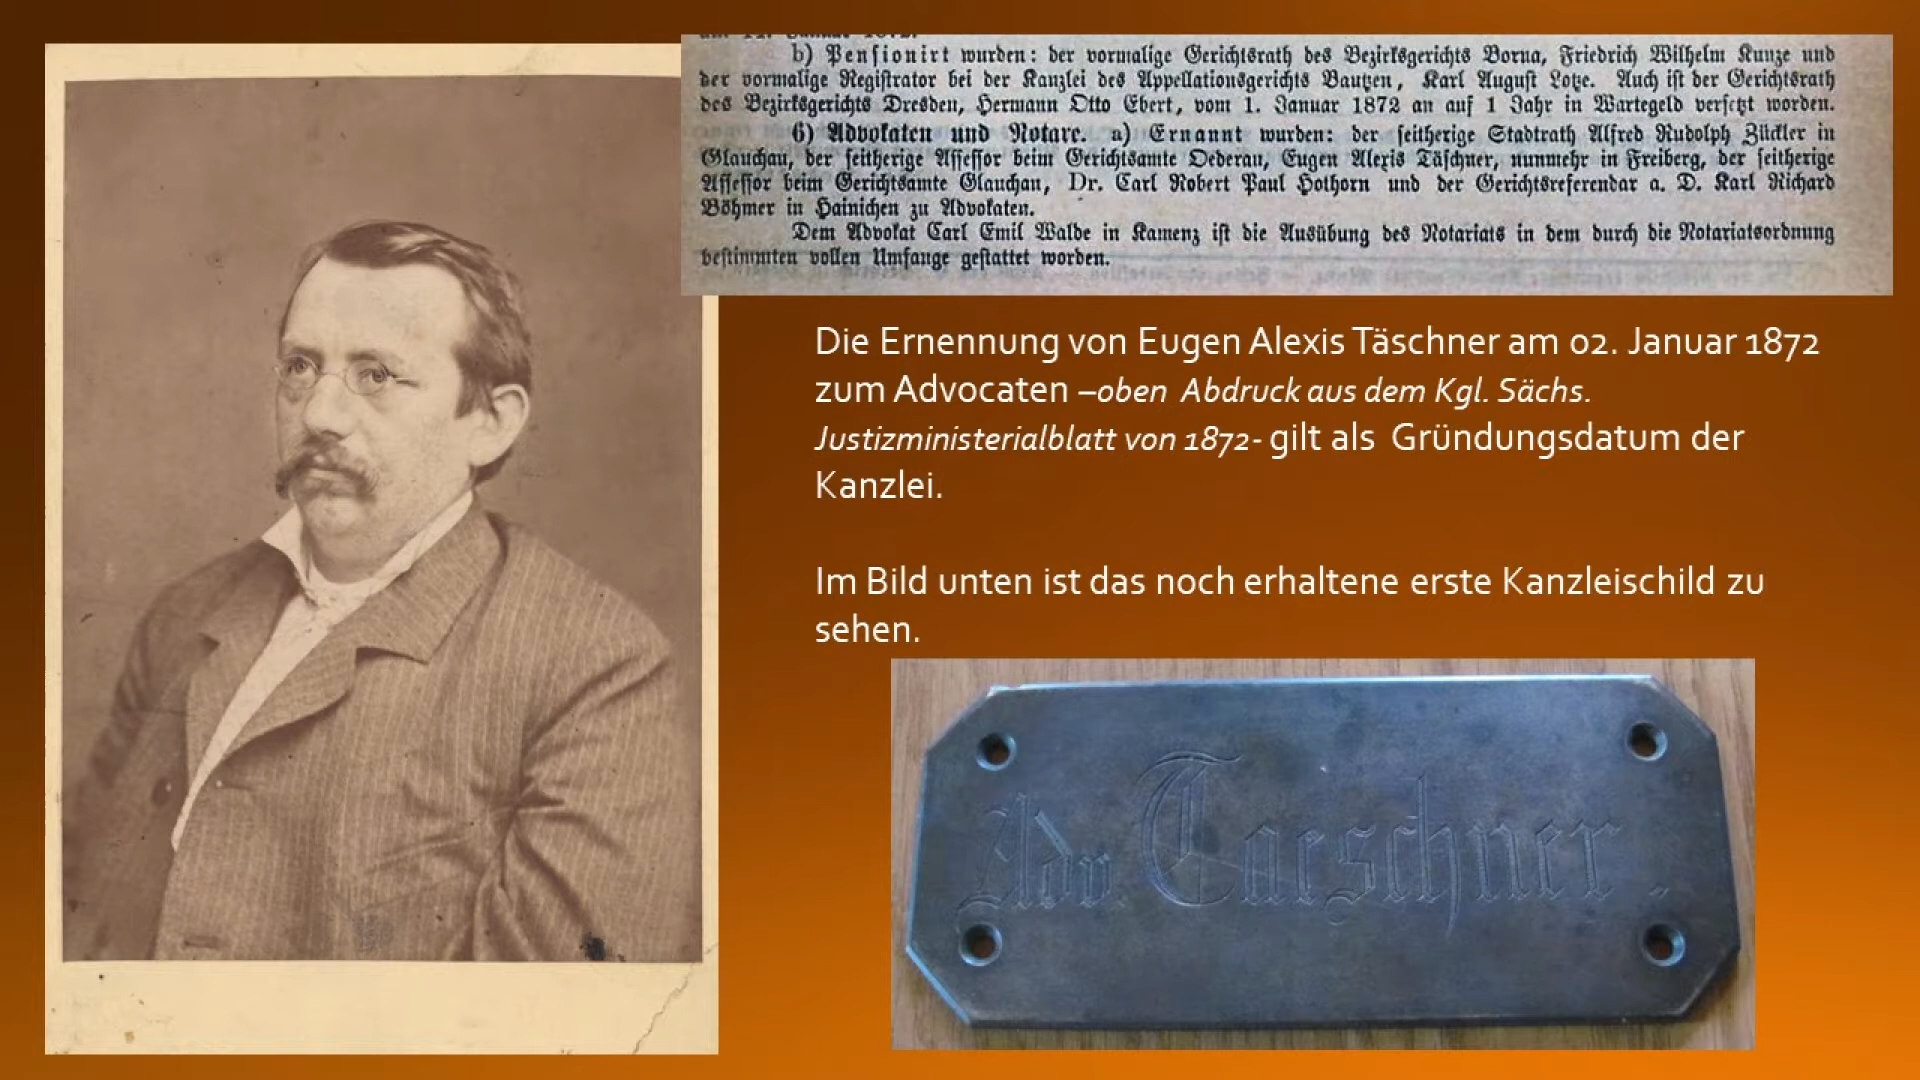 b) Pensionirt wurden: der vormalige Gerichtsrath des Bezirksgerichts Borna, Friedrich Wilhelm Kunze und
der vormalige Registrator bei der Kanzlei des Appellationsgerichts Bautzen, Karl August Lotze. Auch ist der Gerichtsrath
des Bezirksgerichts Dresden, Hermann Otto Ebert, vom 1. Januar 1872 an auf 1 Jahr in Wartegeld versetzt worden.
6) Advokaten und Notare. a) Ernannt wurden: der seitherige Stadtrath Alfred Rudolph Zückler in
Glauchau, der seitherige Assessor beim Gerichtsamte Oederan, Eugen Alexis Täschner, nunmehr in Freiberg, der seitherige
Assessor beim Gerichtsamte Glauchau, Dr. Carl Robert Paul Hothorn und der Gerichtsreferendar a. D. Karl Richard
Böhmer in Hainichen zu Advokaten.
Dem Advokat Carl Emil Walde in Kamenz ist die Ausübung des Notariats in dem durch die Notariatsordnung
bestimmten vollen Umfange gestattet worden.
Die Ernennung von Eugen Alexis Täschner am 02. Januar 1872
zum Advocaten –oben Abdruck aus dem Kgl. Sächs.
Justizministerialblatt von 1872- gilt als Gründungsdatum der
Kanzlei.
Im Bild unten ist das noch erhaltene erste Kanzleischild zu
sehen.
Adv. Taeschner.